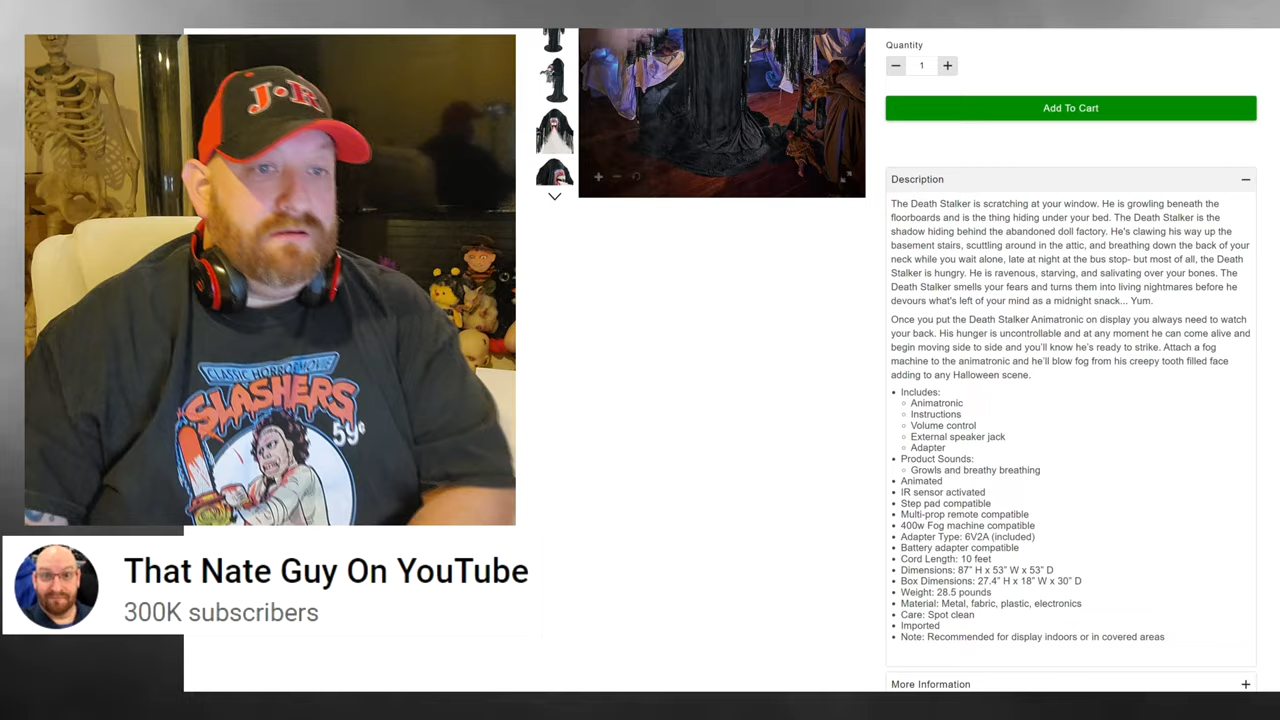 J·R
CLASSIC HORROR MOVIE
SLASHERS
59¢
That Nate Guy On YouTube
300K subscribers
Quantity
1
Add To Cart
Description
The Death Stalker is scratching at your window. He is growling beneath the
floorboards and is the thing hiding under your bed. The Death Stalker is the
shadow hiding behind the abandoned doll factory. He's clawing his way up the
basement stairs, scuttling around in the attic, and breathing down the back of your
neck while you wait alone, late at night at the bus stop- but most of all, the Death
Stalker is hungry. He is ravenous, starving, and salivating over your bones. The
Death Stalker smells your fears and turns them into living nightmares before he
devours what's left of your mind as a midnight snack... Yum.
Once you put the Death Stalker Animatronic on display you always need to watch
your back. His hunger is uncontrollable and at any moment he can come alive and
begin moving side to side and you'll know he's ready to strike. Attach a fog
machine to the animatronic and he'll blow fog from his creepy tooth filled face
adding to any Halloween scene.
Includes:
Animatronic
Instructions
Volume control
External speaker jack
Adapter
Product Sounds:
Growls and breathy breathing
Animated
IR sensor activated
Step pad compatible
Multi-prop remote compatible
400w Fog machine compatible
Adapter Type: 6V2A (included)
Battery adapter compatible
Cord Length: 10 feet
Dimensions: 87" H x 53" W x 53" D
Box Dimensions: 27.4" H x 18" W x 30" D
Weight: 28.5 pounds
Material: Metal, fabric, plastic, electronics
Care: Spot clean
Imported
Note: Recommended for display indoors or in covered areas
More Information